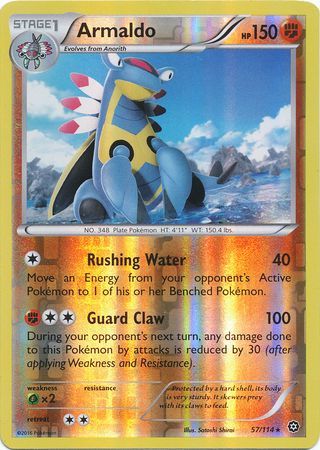 STAGE1
Armaldo
HP 150
Evolves from Anorith
NO. 348 Plate Pokémon HT: 4'11" WT: 150.4 lbs.
Rushing Water 40
Move an Energy from your opponent's Active
Pokémon to 1 of his or her Benched Pokémon.
Guard Claw 100
During your opponent's next turn, any damage done
to this Pokémon by attacks is reduced by 30 (after
applying Weakness and Resistance).
weakness
resistance
×2
retreat
Protected by a hard shell, its body
is very sturdy. It skewers prey
with its claws to feed.
©2016 Pokémon
Illus. Satoshi Shirai
57/114 ★